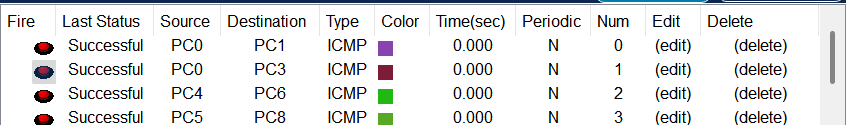 Fire Last Status Source Destination Type Color Time(sec) Periodic Num Edit Delete
Successful PC0 PC1 ICMP 0.000 N 0 (edit) (delete)
Successful PC0 PC3 ICMP 0.000 N 1 (edit) (delete)
Successful PC4 PC6 ICMP 0.000 N 2 (edit) (delete)
Successful PC5 PC8 ICMP 0.000 N 3 (edit) (delete)